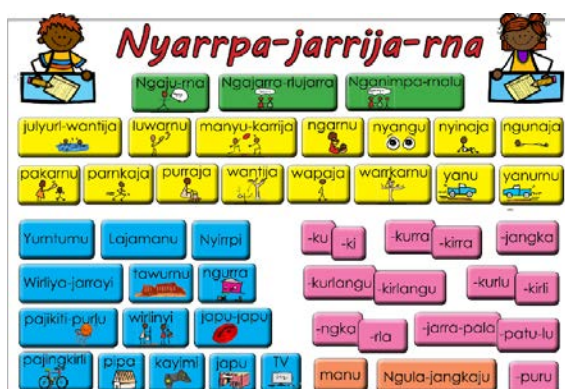 Nyarrpa-jarrija-rna
Ngaju-rna Ngajarra-rlujarra Nganimpa-rnalu
julyurl-wantija luwarnu manyu-karrija ngarnu nyangu nyinaja ngunaja
pakarnu parnkaja purraja wantija wapaja warrkarnu yanu yanurnu
Yurntumu Lajamanu Nyirrpi -ku -ki -kurra -kirra -jangka
Wirliya-jarrayi tawurnu ngurra -kurlangu -kirlangu -kurlu -kirli
pajikiti-purlu wirlinyi japu-japu -ngka -rla -jarra-pala -patu-lu
pajingkirli pipa kayimi japu TV manu Ngula-jangkaju -puru